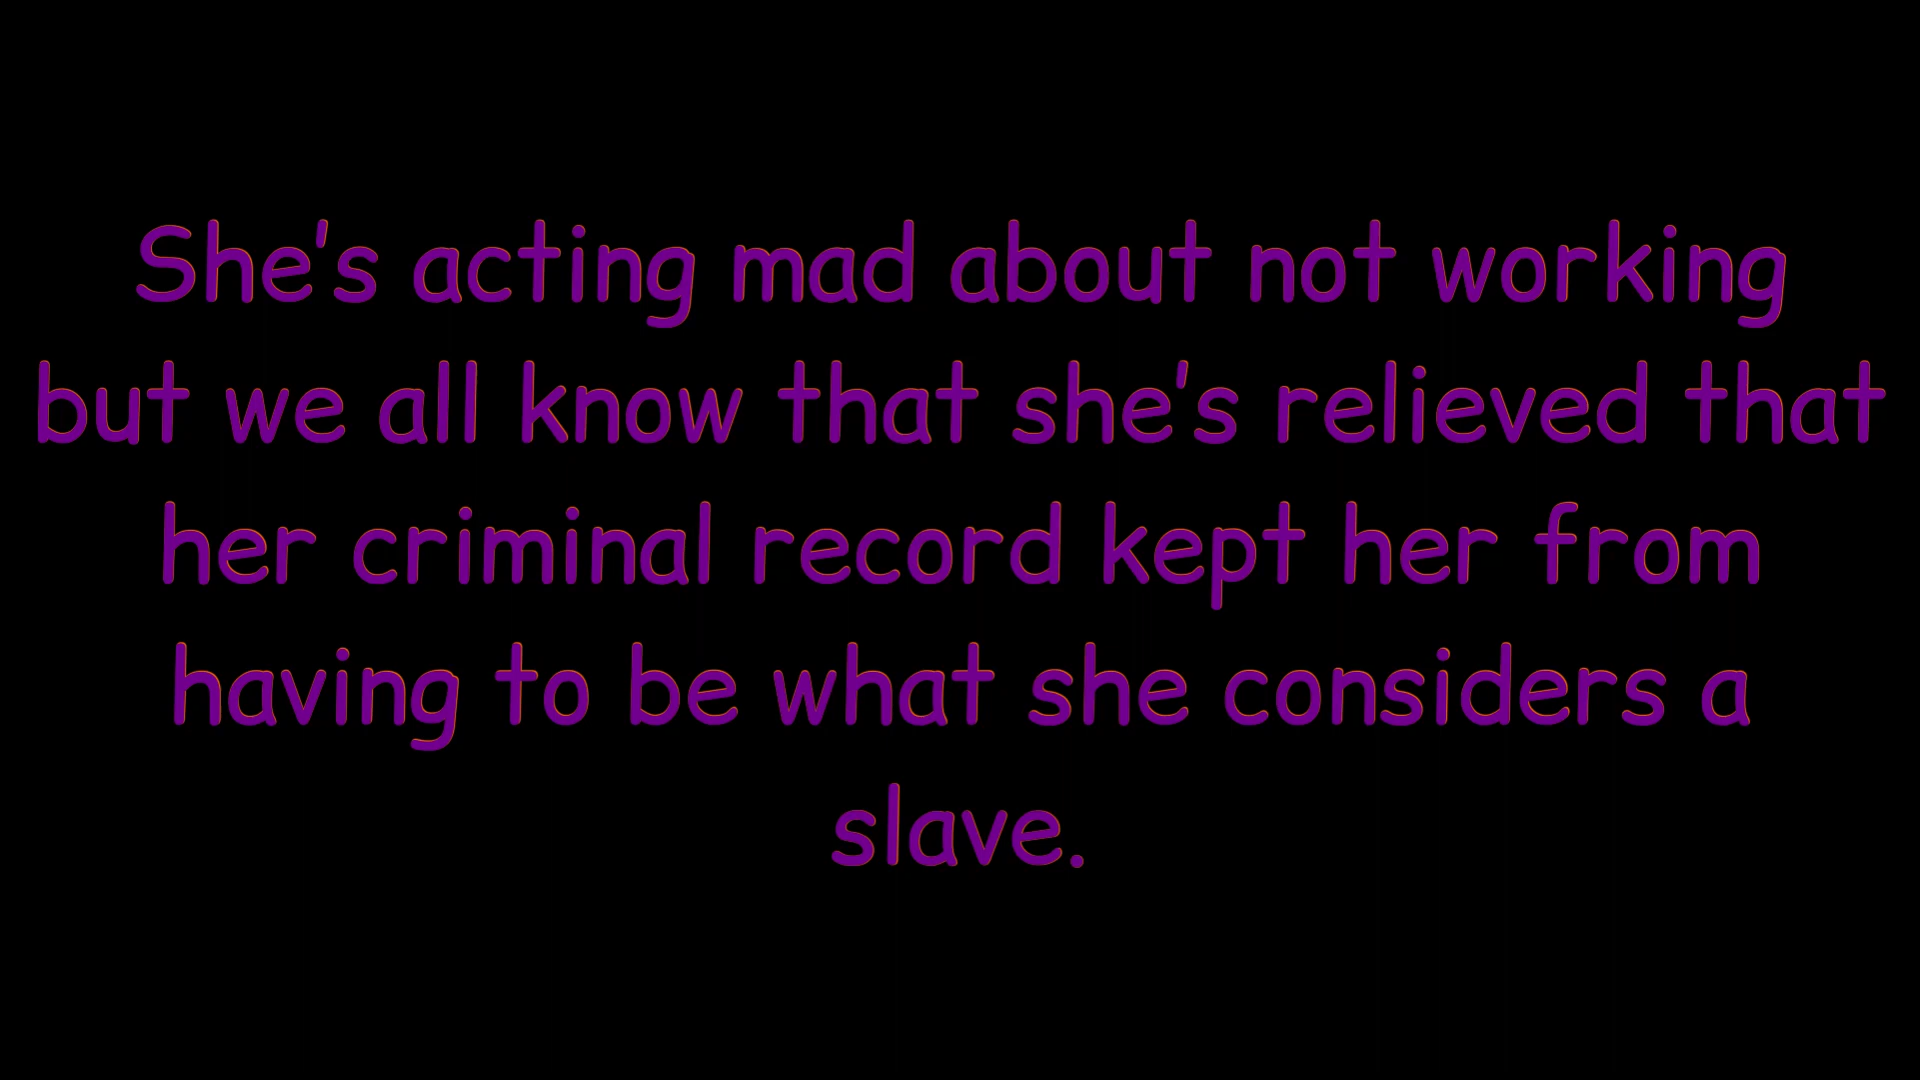 She's acting mad about not working
but we all know that she's relieved that
her criminal record kept her from
having to be what she considers a
slave.